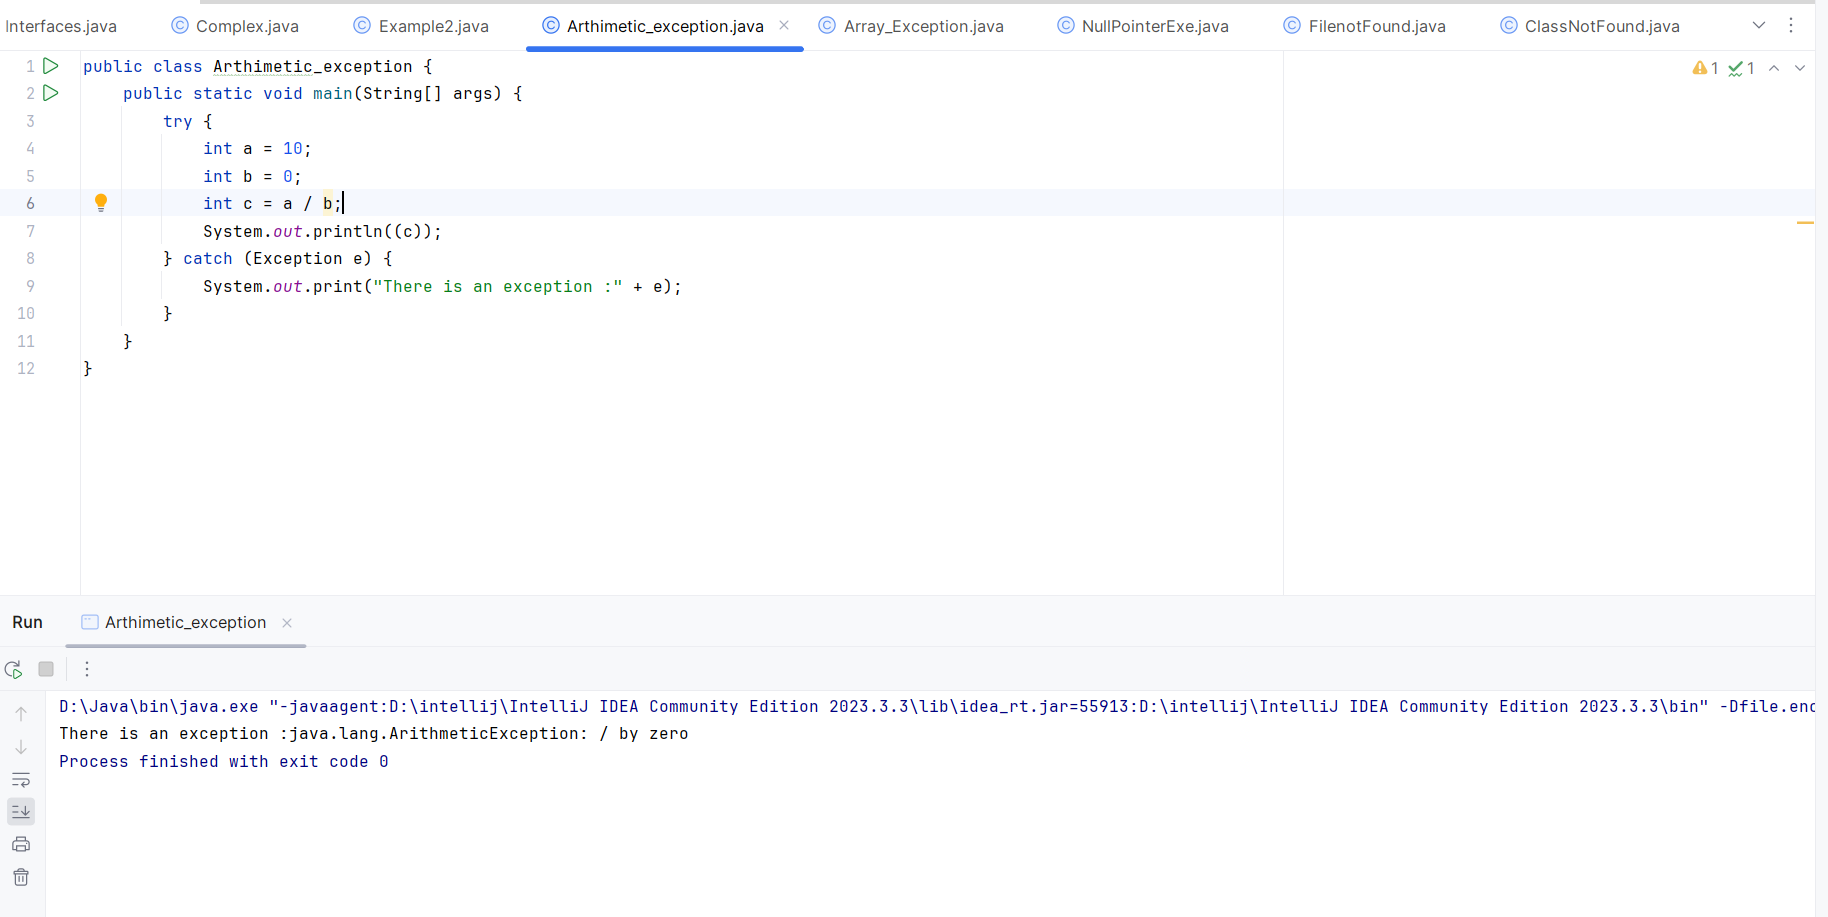 Interfaces.java Complex.java Example2.java Arthimetic_exception.java Array_Exception.java NullPointerExe.java FilenotFound.java ClassNotFound.java
1 public class Arthimetic_exception {
1 1
2 public static void main(String[] args) {
3 try {
4 int a = 10;
5 int b = 0;
6 int c = a / b;
7 System.out.println((c));
8 } catch (Exception e) {
9 System.out.print("There is an exception :" + e);
10 }
11 }
12 }
Run Arthimetic_exception
D:\Java\bin\java.exe "-javaagent:D:\intellij\IntelliJ IDEA Community Edition 2023.3.3\lib\idea_rt.jar=55913:D:\intellij\IntelliJ IDEA Community Edition 2023.3.3\bin" -Dfile.enc
There is an exception :java.lang.ArithmeticException: / by zero
Process finished with exit code 0